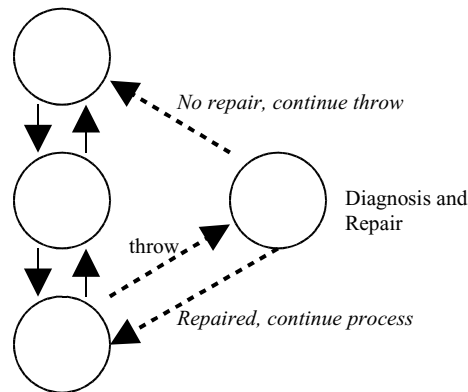 No repair, continue throw
Diagnosis and
Repair
throw
Repaired, continue process